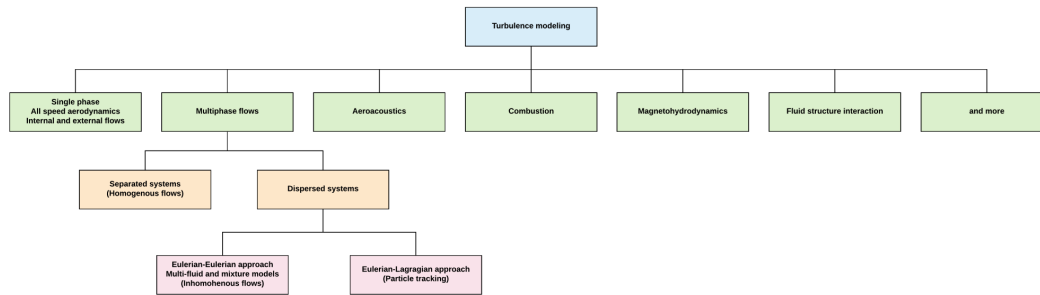 Turbulence modeling
Single phase
All speed aerodynamics
Internal and external flows
Multiphase flows
Aeroacoustics
Combustion
Magnetohydrodynamics
Fluid structure interaction
and more
Separated systems
(Homogenous flows)
Dispersed systems
Eulerian-Eulerian approach
Multi-fluid and mixture models
(Inhomohenous flows)
Eulerian-Lagragian approach
(Particle tracking)